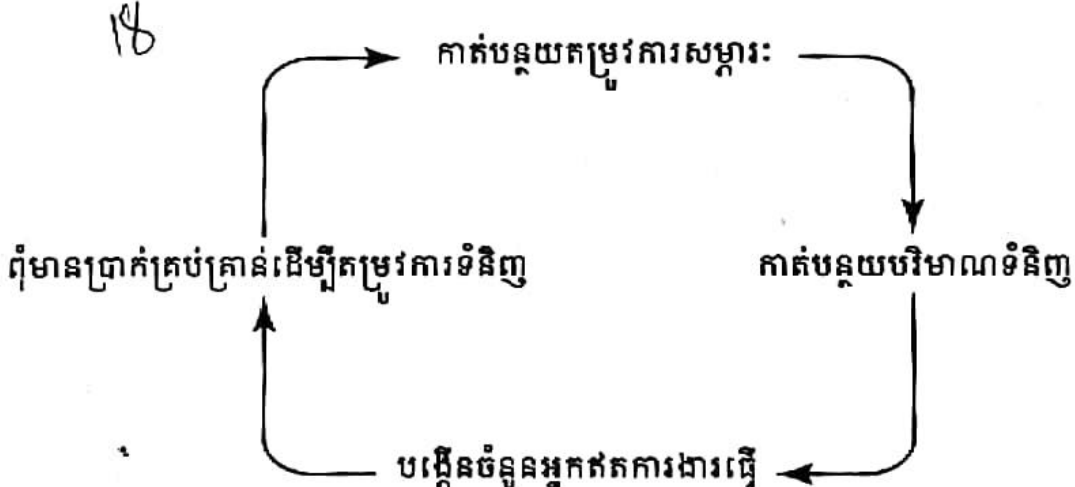 18
កាត់បន្ថយតម្រូវការសម្ភារៈ
ពុំមានប្រាក់គ្រប់គ្រាន់ដើម្បីតម្រូវការទំនិញ
កាត់បន្ថយបរិមាណទំនិញ
បង្កើនចំនួនអ្នកឥតការងារធ្វើ